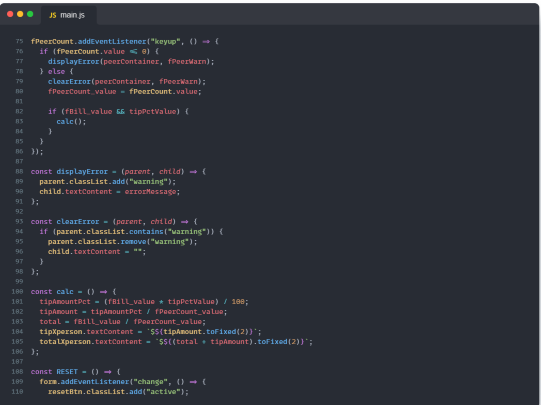 JS main.js
75 fPeerCount.addEventListener("keyup", () => {
76 if (fPeerCount.value <= 0) {
77 displayError(peerContainer, fPeerWarn);
78 } else {
79 clearError(peerContainer, fPeerWarn);
80 fPeerCount_value = fPeerCount.value;
81
82 if (fBill_value && tipPctValue) {
83 calc();
84 }
85 }
86 });
87
88 const displayError = (parent, child) => {
89 parent.classList.add("warning");
90 child.textContent = errorMessage;
91 };
92
93 const clearError = (parent, child) => {
94 if (parent.classList.contains("warning")) {
95 parent.classList.remove("warning");
96 child.textContent = "";
97 }
98 };
99
100 const calc = () => {
101 tipAmountPct = (fBill_value * tipPctValue) / 100;
102 tipAmount = tipAmountPct / fPeerCount_value;
103 total = fBill_value / fPeerCount_value;
104 tipXperson.textContent = `$${tipAmount.toFixed(2)}`;
105 totalXperson.textContent = `$${(total + tipAmount).toFixed(2)}`;
106 };
107
108 const RESET = () => {
109 form.addEventListener("change", () => {
110 resetBtn.classList.add("active");